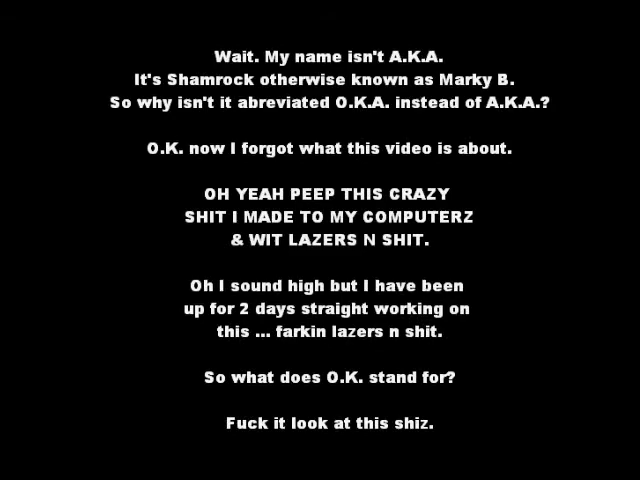 Wait. My name isn't A.K.A.
It's Shamrock otherwise known as Marky B.
So why isn't it abreviated O.K.A. instead of A.K.A.?
O.K. now I forgot what this video is about.
OH YEAH PEEP THIS CRAZY
SHIT I MADE TO MY COMPUTERZ
& WIT LAZERS N SHIT.
Oh I sound high but I have been
up for 2 days straight working on
this ... farkin lazers n shit.
So what does O.K. stand for?
Fuck it look at this shiz.